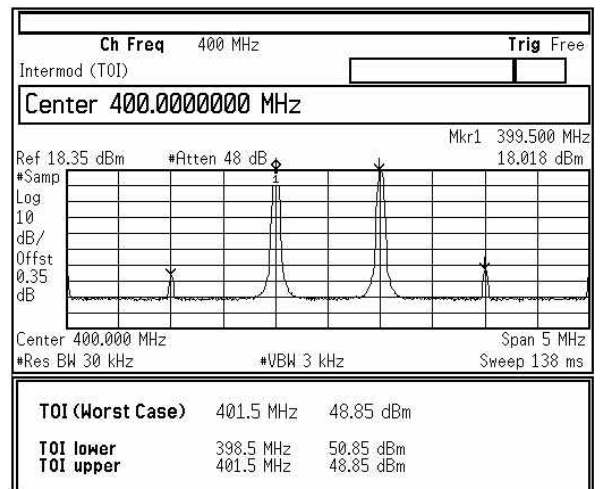 Ch Freq 400 MHz Trig Free
Intermod (TOI)
Center 400.0000000 MHz
Mkr1 399.500 MHz
Ref 18.35 dBm #Atten 48 dB 18.018 dBm
#Samp
Log
10
dB/
Offst
0.35
dB
1
Center 400.000 MHz Span 5 MHz
#Res BW 30 kHz #VBW 3 kHz Sweep 138 ms
TOI (Worst Case) 401.5 MHz 48.85 dBm
TOI lower 398.5 MHz 50.85 dBm
TOI upper 401.5 MHz 48.85 dBm